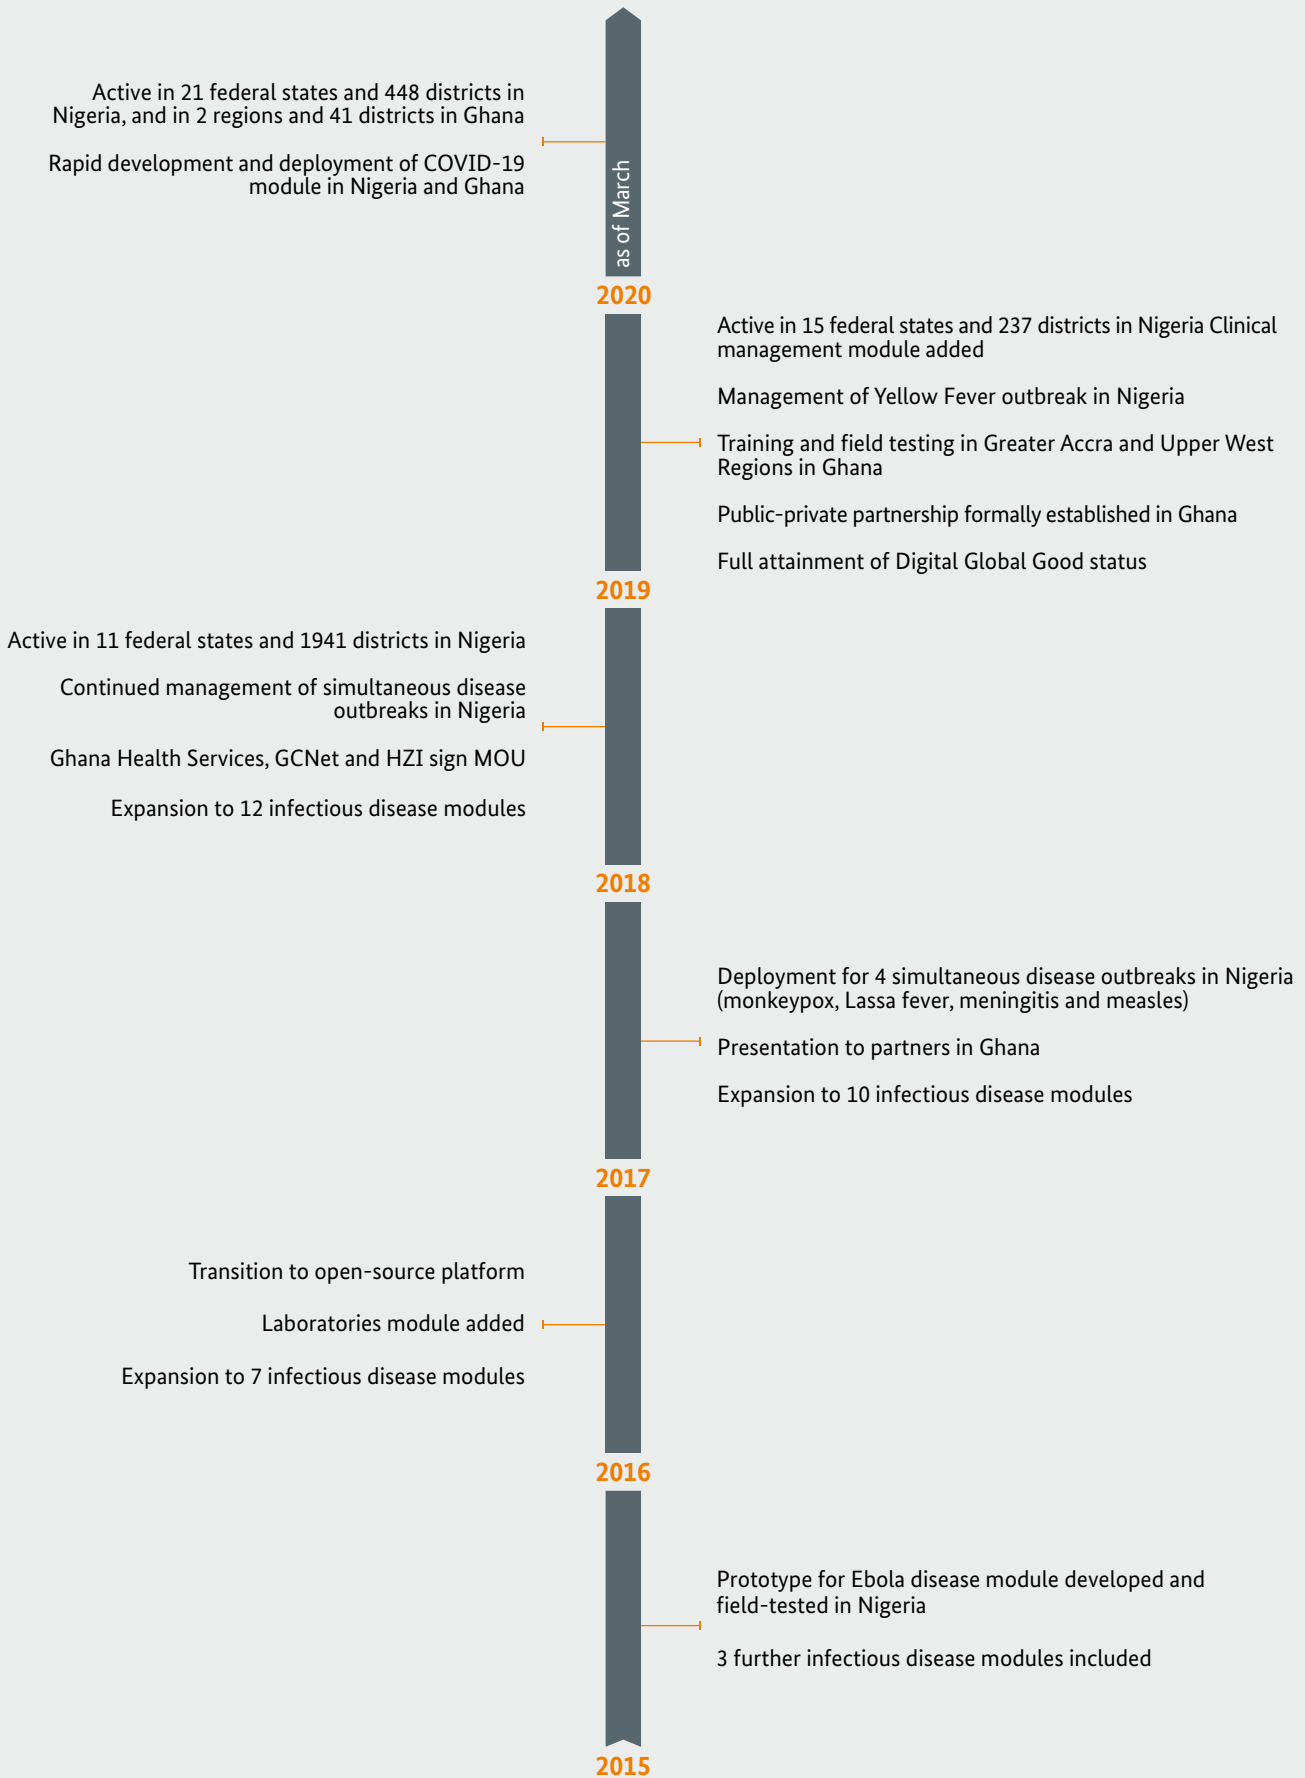 Active in 21 federal states and 448 districts in
Nigeria, and in 2 regions and 41 districts in Ghana
Rapid development and deployment of COVID-19
module in Nigeria and Ghana
as of March
2020
Active in 15 federal states and 237 districts in Nigeria Clinical
management module added
Management of Yellow Fever outbreak in Nigeria
Training and field testing in Greater Accra and Upper West
Regions in Ghana
Public-private partnership formally established in Ghana
Full attainment of Digital Global Good status
2019
Active in 11 federal states and 1941 districts in Nigeria
Continued management of simultaneous disease
outbreaks in Nigeria
Ghana Health Services, GCNet and HZI sign MOU
Expansion to 12 infectious disease modules
2018
Deployment for 4 simultaneous disease outbreaks in Nigeria
(monkeypox, Lassa fever, meningitis and measles)
Presentation to partners in Ghana
Expansion to 10 infectious disease modules
2017
Transition to open-source platform
Laboratories module added
Expansion to 7 infectious disease modules
2016
Prototype for Ebola disease module developed and
field-tested in Nigeria
3 further infectious disease modules included
2015